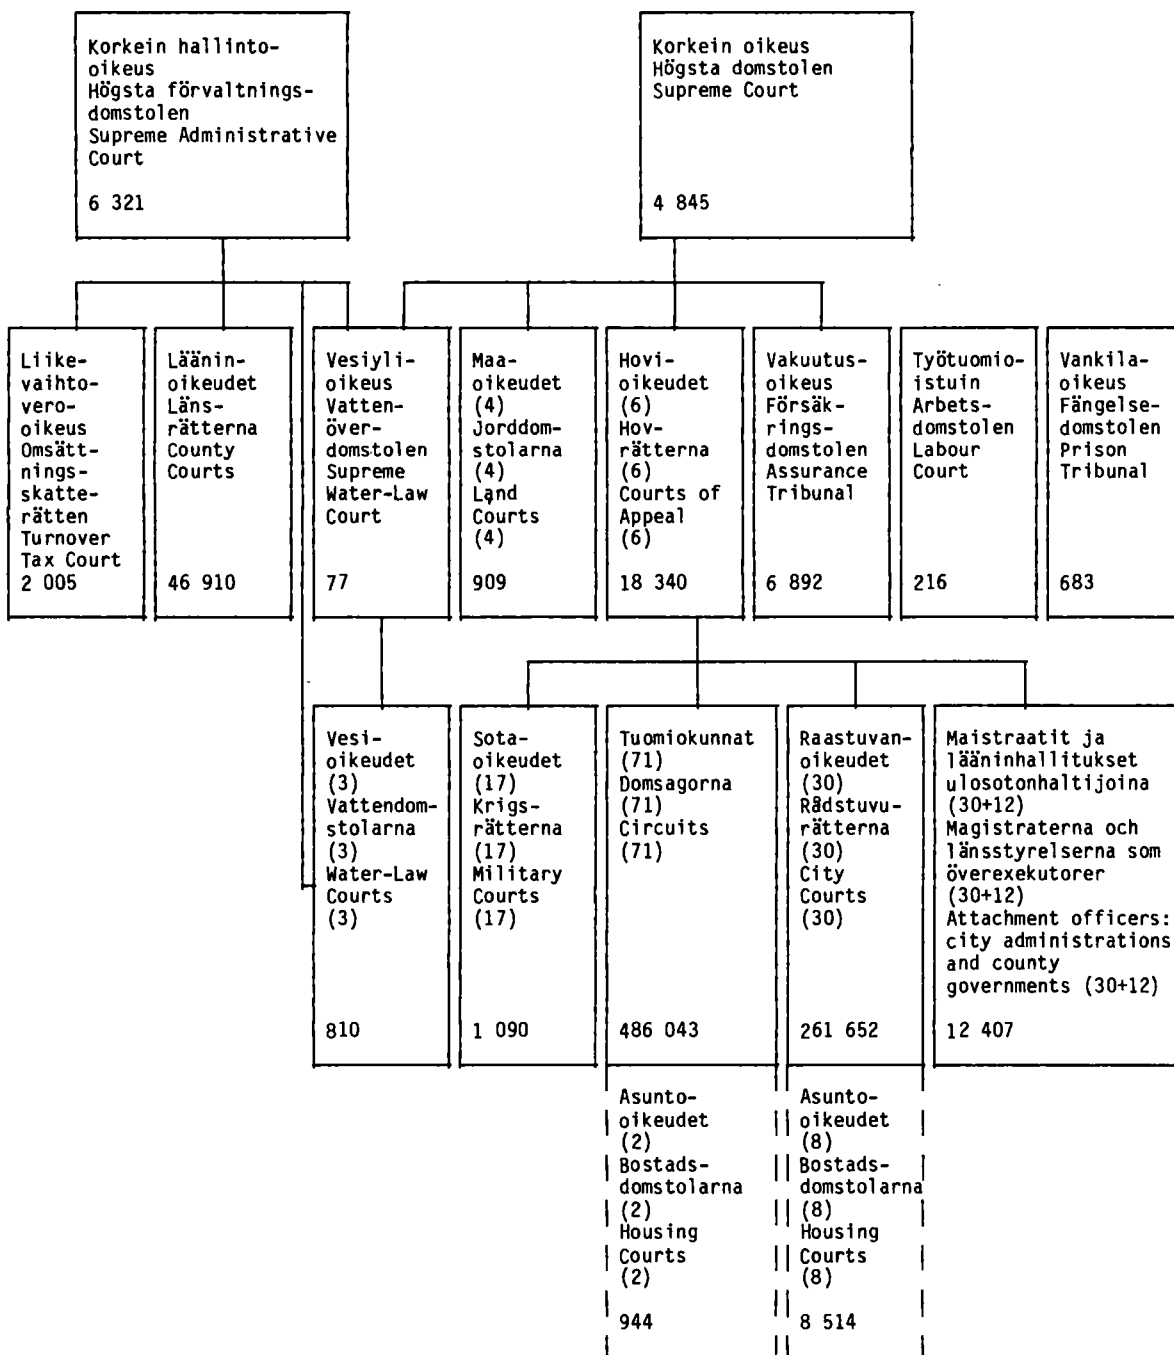 Korkein hallinto-
oikeus
Högsta förvaltnings-
domstolen
Supreme Administrative
Court
6 321
Korkein oikeus
Högsta domstolen
Supreme Court
4 845
Liike-
vaihto-
vero-
oikeus
Omsätt-
nings-
skatte-
rätten
Turnover
Tax Court
2 005
Läänin-
oikeudet
Läns-
rätterna
County
Courts
46 910
Vesiyli-
oikeus
Vatten-
över-
domstolen
Supreme
Water-Law
Court
77
Maa-
oikeudet
(4)
Jorddom-
stolarna
(4)
Land
Courts
(4)
909
Hovi-
oikeudet
(6)
Hov-
rätterna
(6)
Courts of
Appeal
(6)
18 340
Vakuutus-
oikeus
Försäk-
rings-
domstolen
Assurance
Tribunal
6 892
Työtuomio-
istuin
Arbets-
domstolen
Labour
Court
216
Vankila-
oikeus
Fängelse-
domstolen
Prison
Tribunal
683
Vesi-
oikeudet
(3)
Vattendom-
stolarna
(3)
Water-Law
Courts
(3)
810
Sota-
oikeudet
(17)
Krigs-
rätterna
(17)
Military
Courts
(17)
1 090
Tuomiokunnat
(71)
Domsagorna
(71)
Circuits
(71)
486 043
Raastuvan-
oikeudet
(30)
Rådstuvu-
rätterna
(30)
City
Courts
(30)
261 652
Maistraatit ja
lääninhallitukset
ulosotonhaltijoina
(30+12)
Magistraterna och
länsstyrelserna som
överexekutorer
(30+12)
Attachment officers:
city administrations
and county
governments (30+12)
12 407
Asunto-
oikeudet
(2)
Bostads-
domstolarna
(2)
Housing
Courts
(2)
944
Asunto-
oikeudet
(8)
Bostads-
domstolarna
(8)
Housing
Courts
(8)
8 514